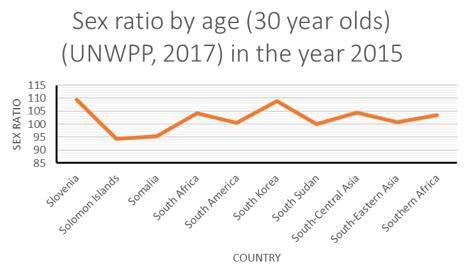 Sex ratio by age (30 year olds)
(UNWPP, 2017) in the year 2015
115
110
105
100
95
90
85
SEX RATIO
Slovenia
Solomon Islands
Somalia
South Africa
South America
South Korea
South Sudan
South-Central Asia
South-Eastern Asia
Southern Africa
COUNTRY